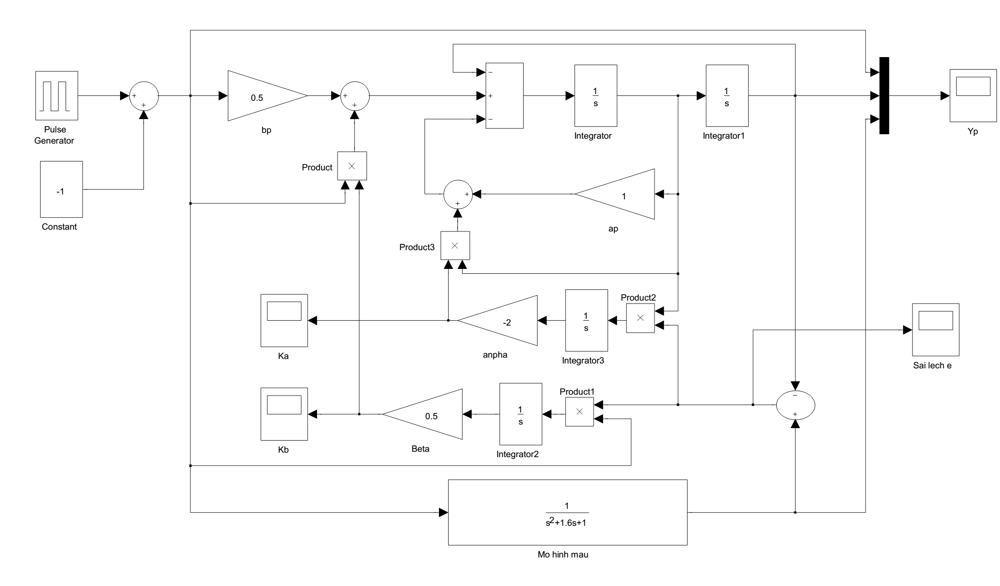 Pulse
Generator
-1
Constant
+
+
0.5
bp
+
+
Product
×
−
+
−
1
s
Integrator
1
s
Integrator1
Yp
1
ap
+
+
Product3
×
Ka
-2
anpha
1
s
Integrator3
Product2
×
Sai lech e
Kb
0.5
Beta
1
s
Integrator2
Product1
×
−
+
1
s²+1.6s+1
Mo hinh mau